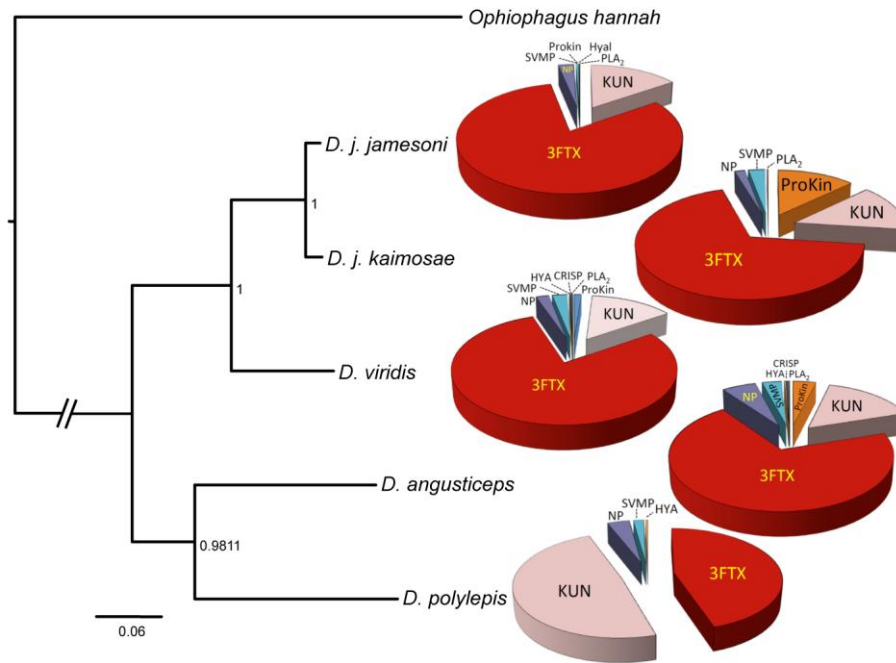 Ophiophagus hannah
Prokin Hyal
SVMP NP PLA₂
KUN
3FTX
D. j. jamesoni
1
SVMP PLA₂
NP ProKin
KUN
3FTX
D. j. kaimosae
1
HYA CRISP PLA₂
SVMP ProKin
NP
KUN
3FTX
D. viridis
CRISP
HYA PLA₂
NP SVMP ProKin
KUN
3FTX
D. angusticeps
0.9811
SVMP HYA
NP
3FTX
KUN
D. polylepis
0.06